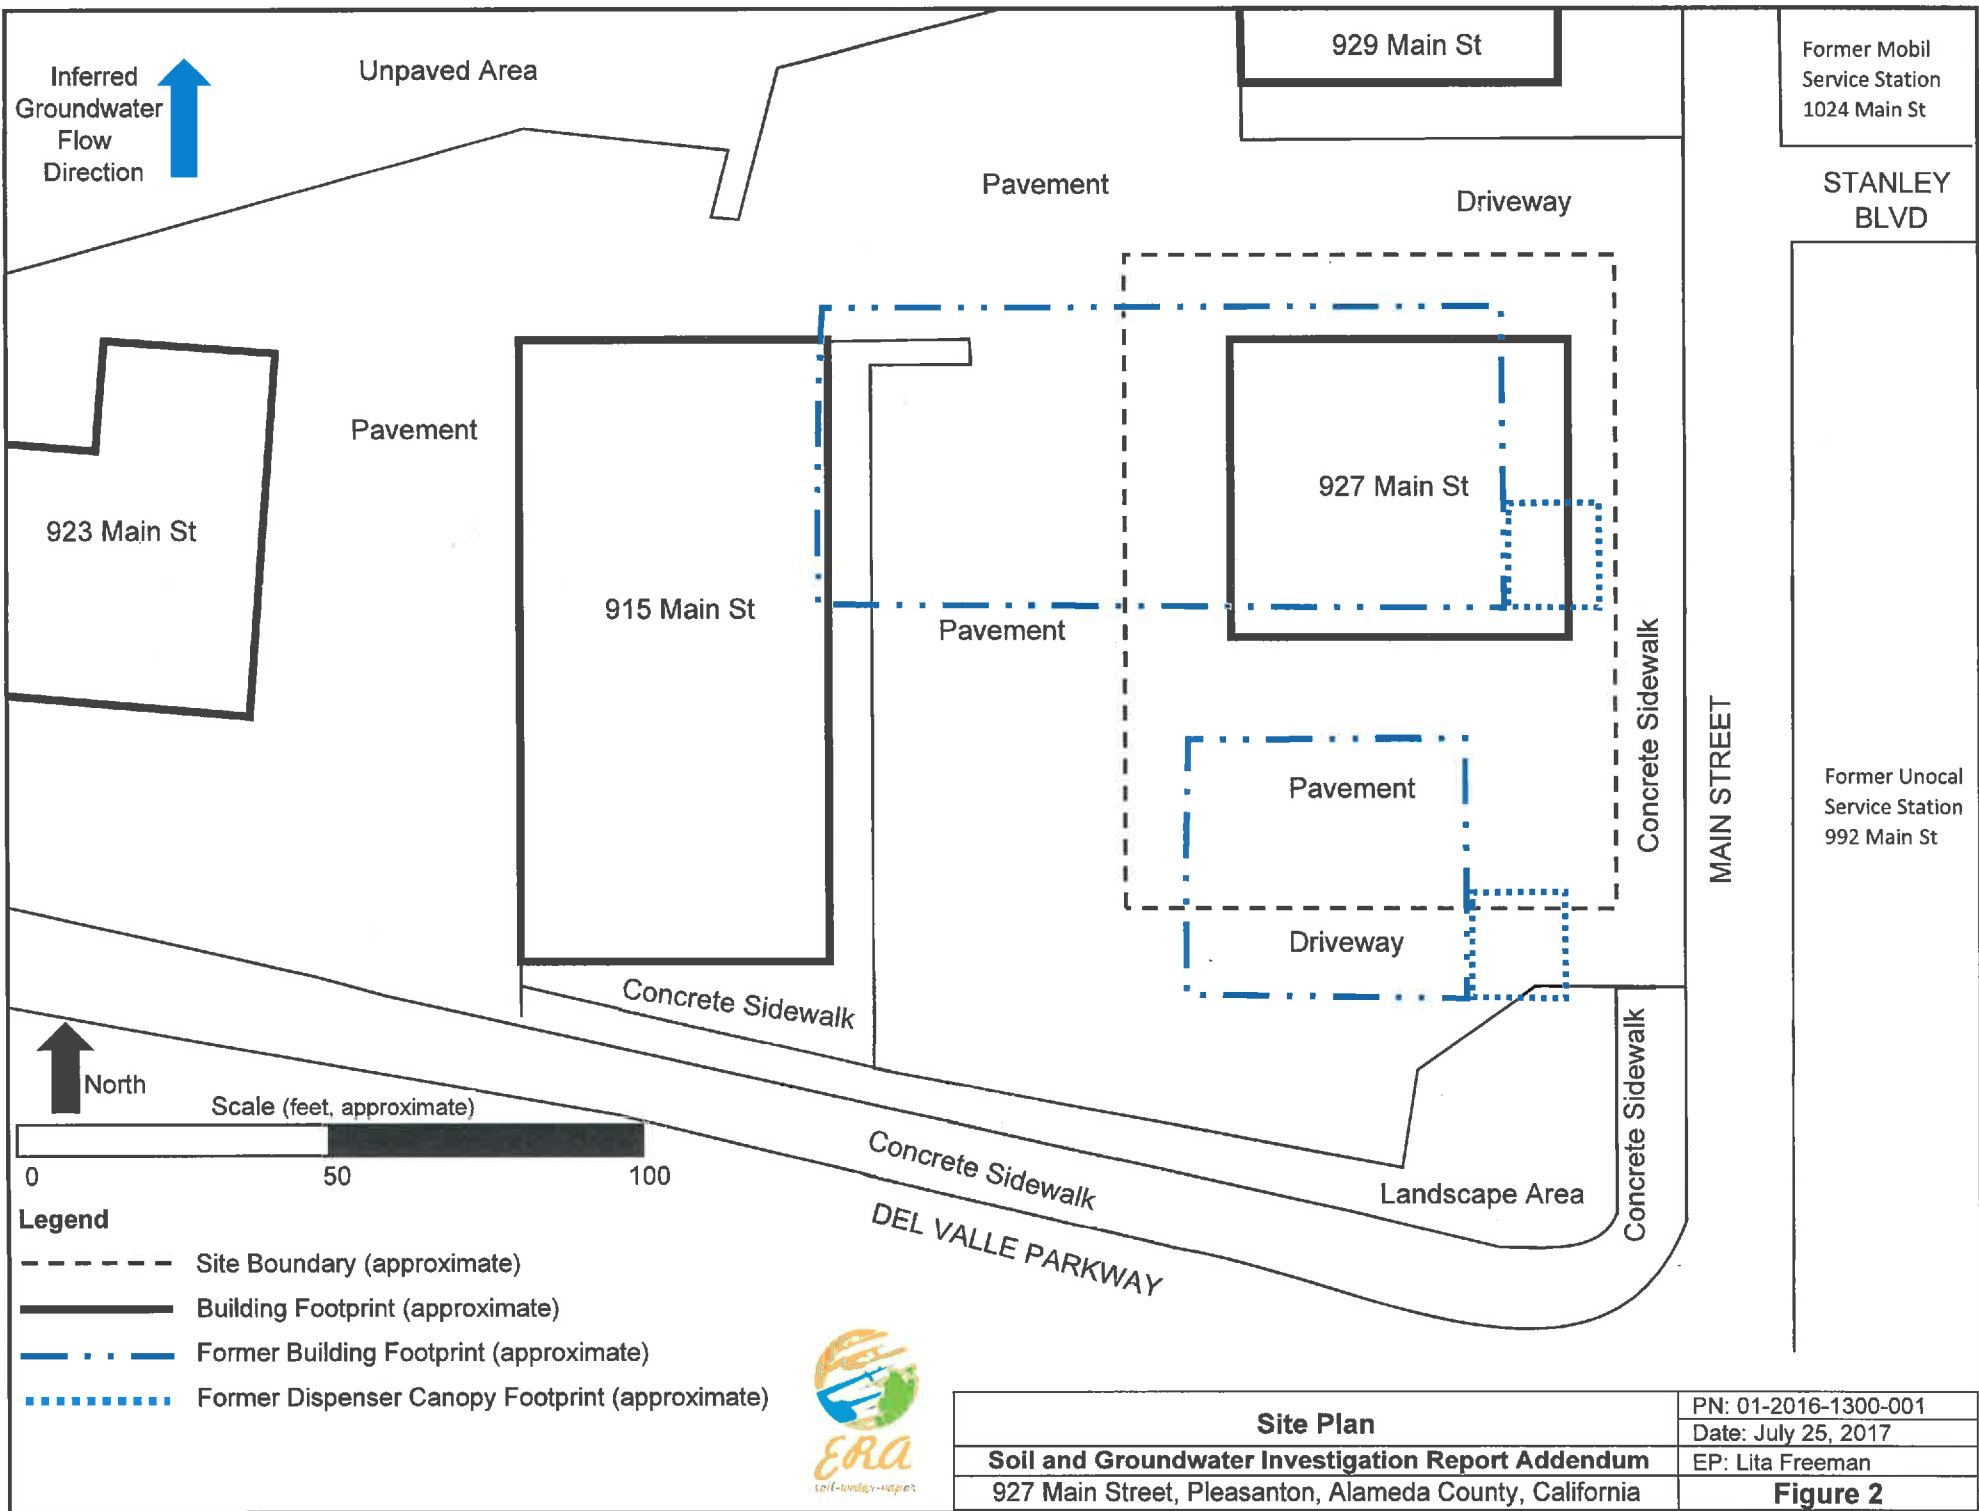 Inferred
Groundwater
Flow
Direction
Unpaved Area
929 Main St
Former Mobil
Service Station
1024 Main St
Pavement
Driveway
STANLEY
BLVD
Pavement
923 Main St
915 Main St
927 Main St
Pavement
Concrete Sidewalk
MAIN STREET
Pavement
Former Unocal
Service Station
992 Main St
Driveway
Concrete Sidewalk
Concrete Sidewalk
North
Scale (feet, approximate)
0 50 100
Concrete Sidewalk
Landscape Area
DEL VALLE PARKWAY
Legend
Site Boundary (approximate)
Building Footprint (approximate)
Former Building Footprint (approximate)
Former Dispenser Canopy Footprint (approximate)
ERA
soil-water-vapor
Site Plan
Soil and Groundwater Investigation Report Addendum
927 Main Street, Pleasanton, Alameda County, California
PN: 01-2016-1300-001
Date: July 25, 2017
EP: Lita Freeman
Figure 2